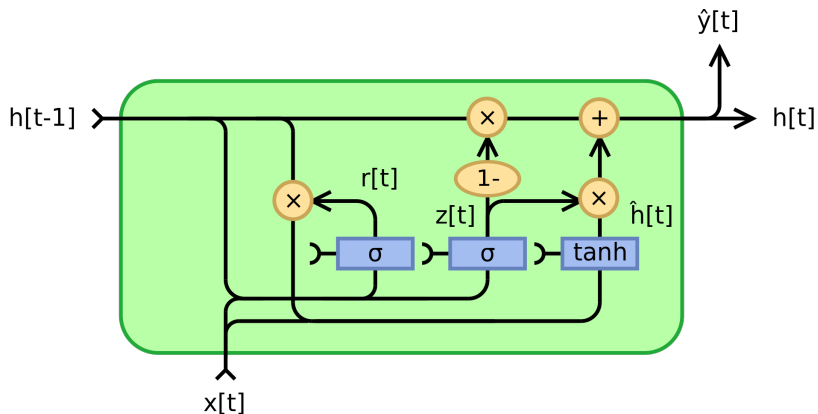 ŷ[t]
h[t-1]
×
+
h[t]
r[t]
1-
×
×
z[t]
ĥ[t]
σ
σ
tanh
x[t]